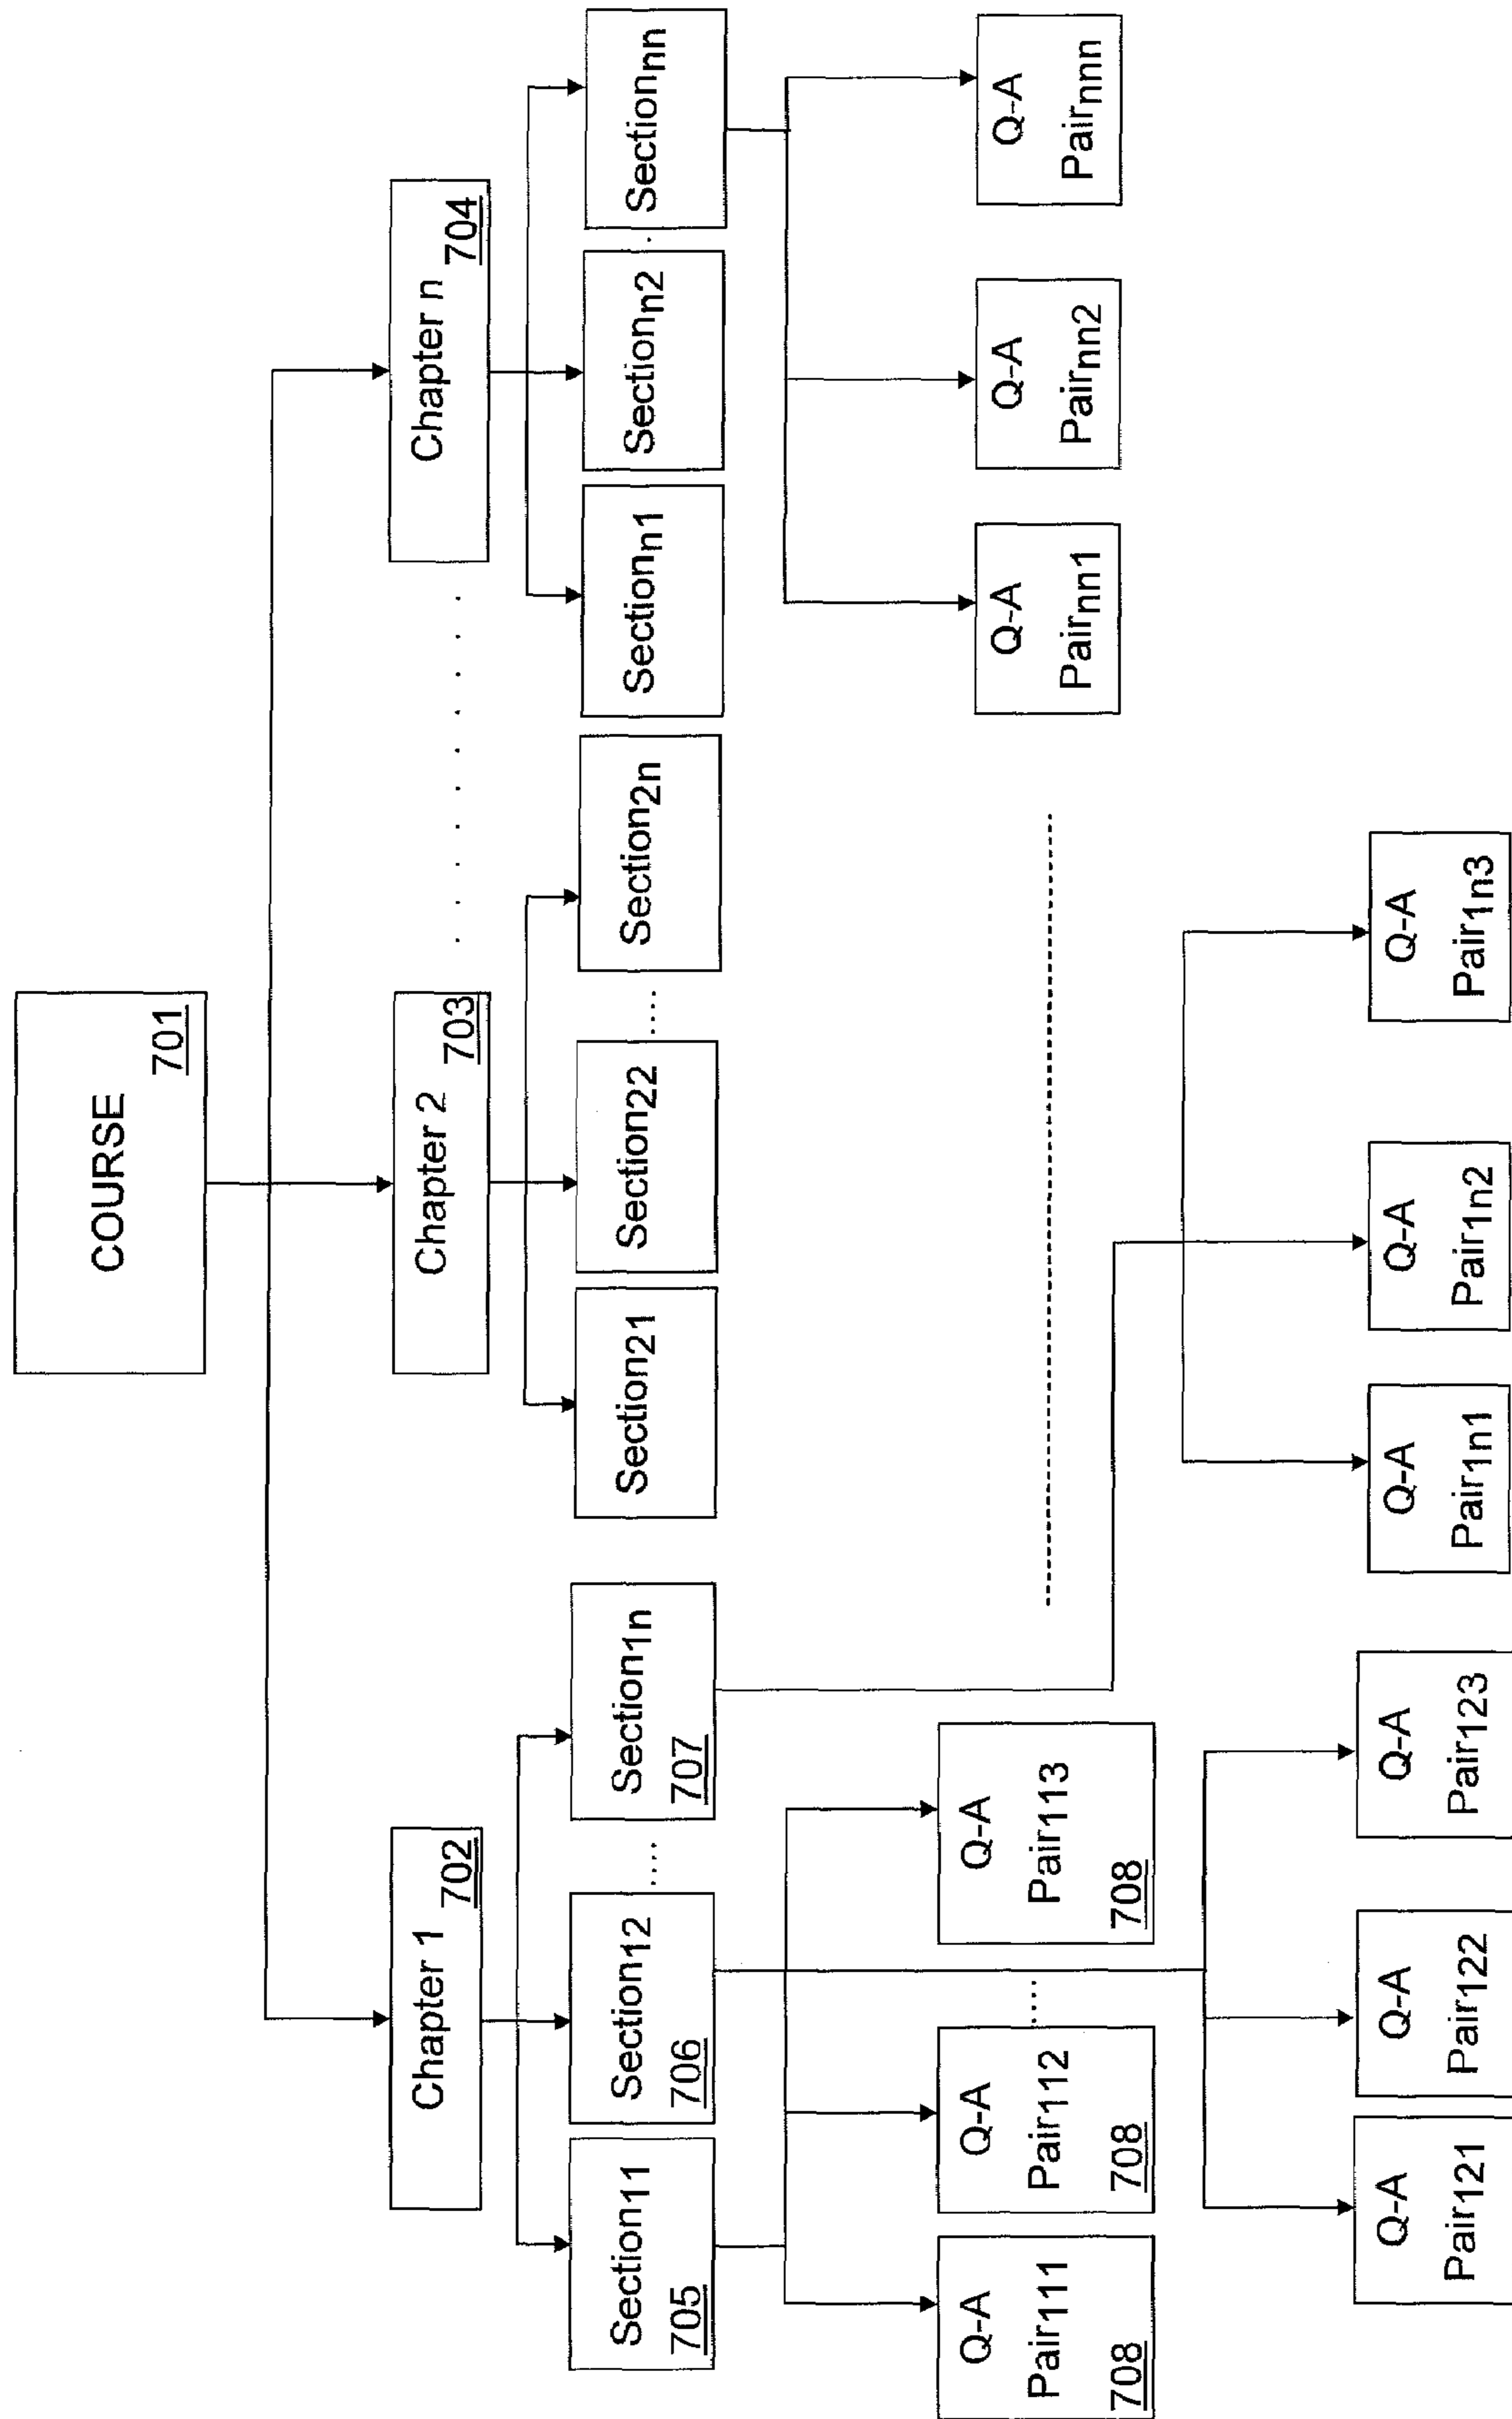 COURSE
701
Chapter 1
702
Chapter 2
703
. . . . . . . . . . .
Chapter n
704
Section11
705
Section12
706
....
Section1n
707
Section21
Section22
....
Section2n
Sectionn1
Sectionn2
.
Sectionnn
Q-A
Pair111
708
Q-A
Pair112
708
....
Q-A
Pair113
708
Q-A
Pairnn1
Q-A
Pairnn2
Q-A
Pairnnn
Q-A
Pair121
Q-A
Pair122
Q-A
Pair123
Q-A
Pair1n1
Q-A
Pair1n2
Q-A
Pair1n3